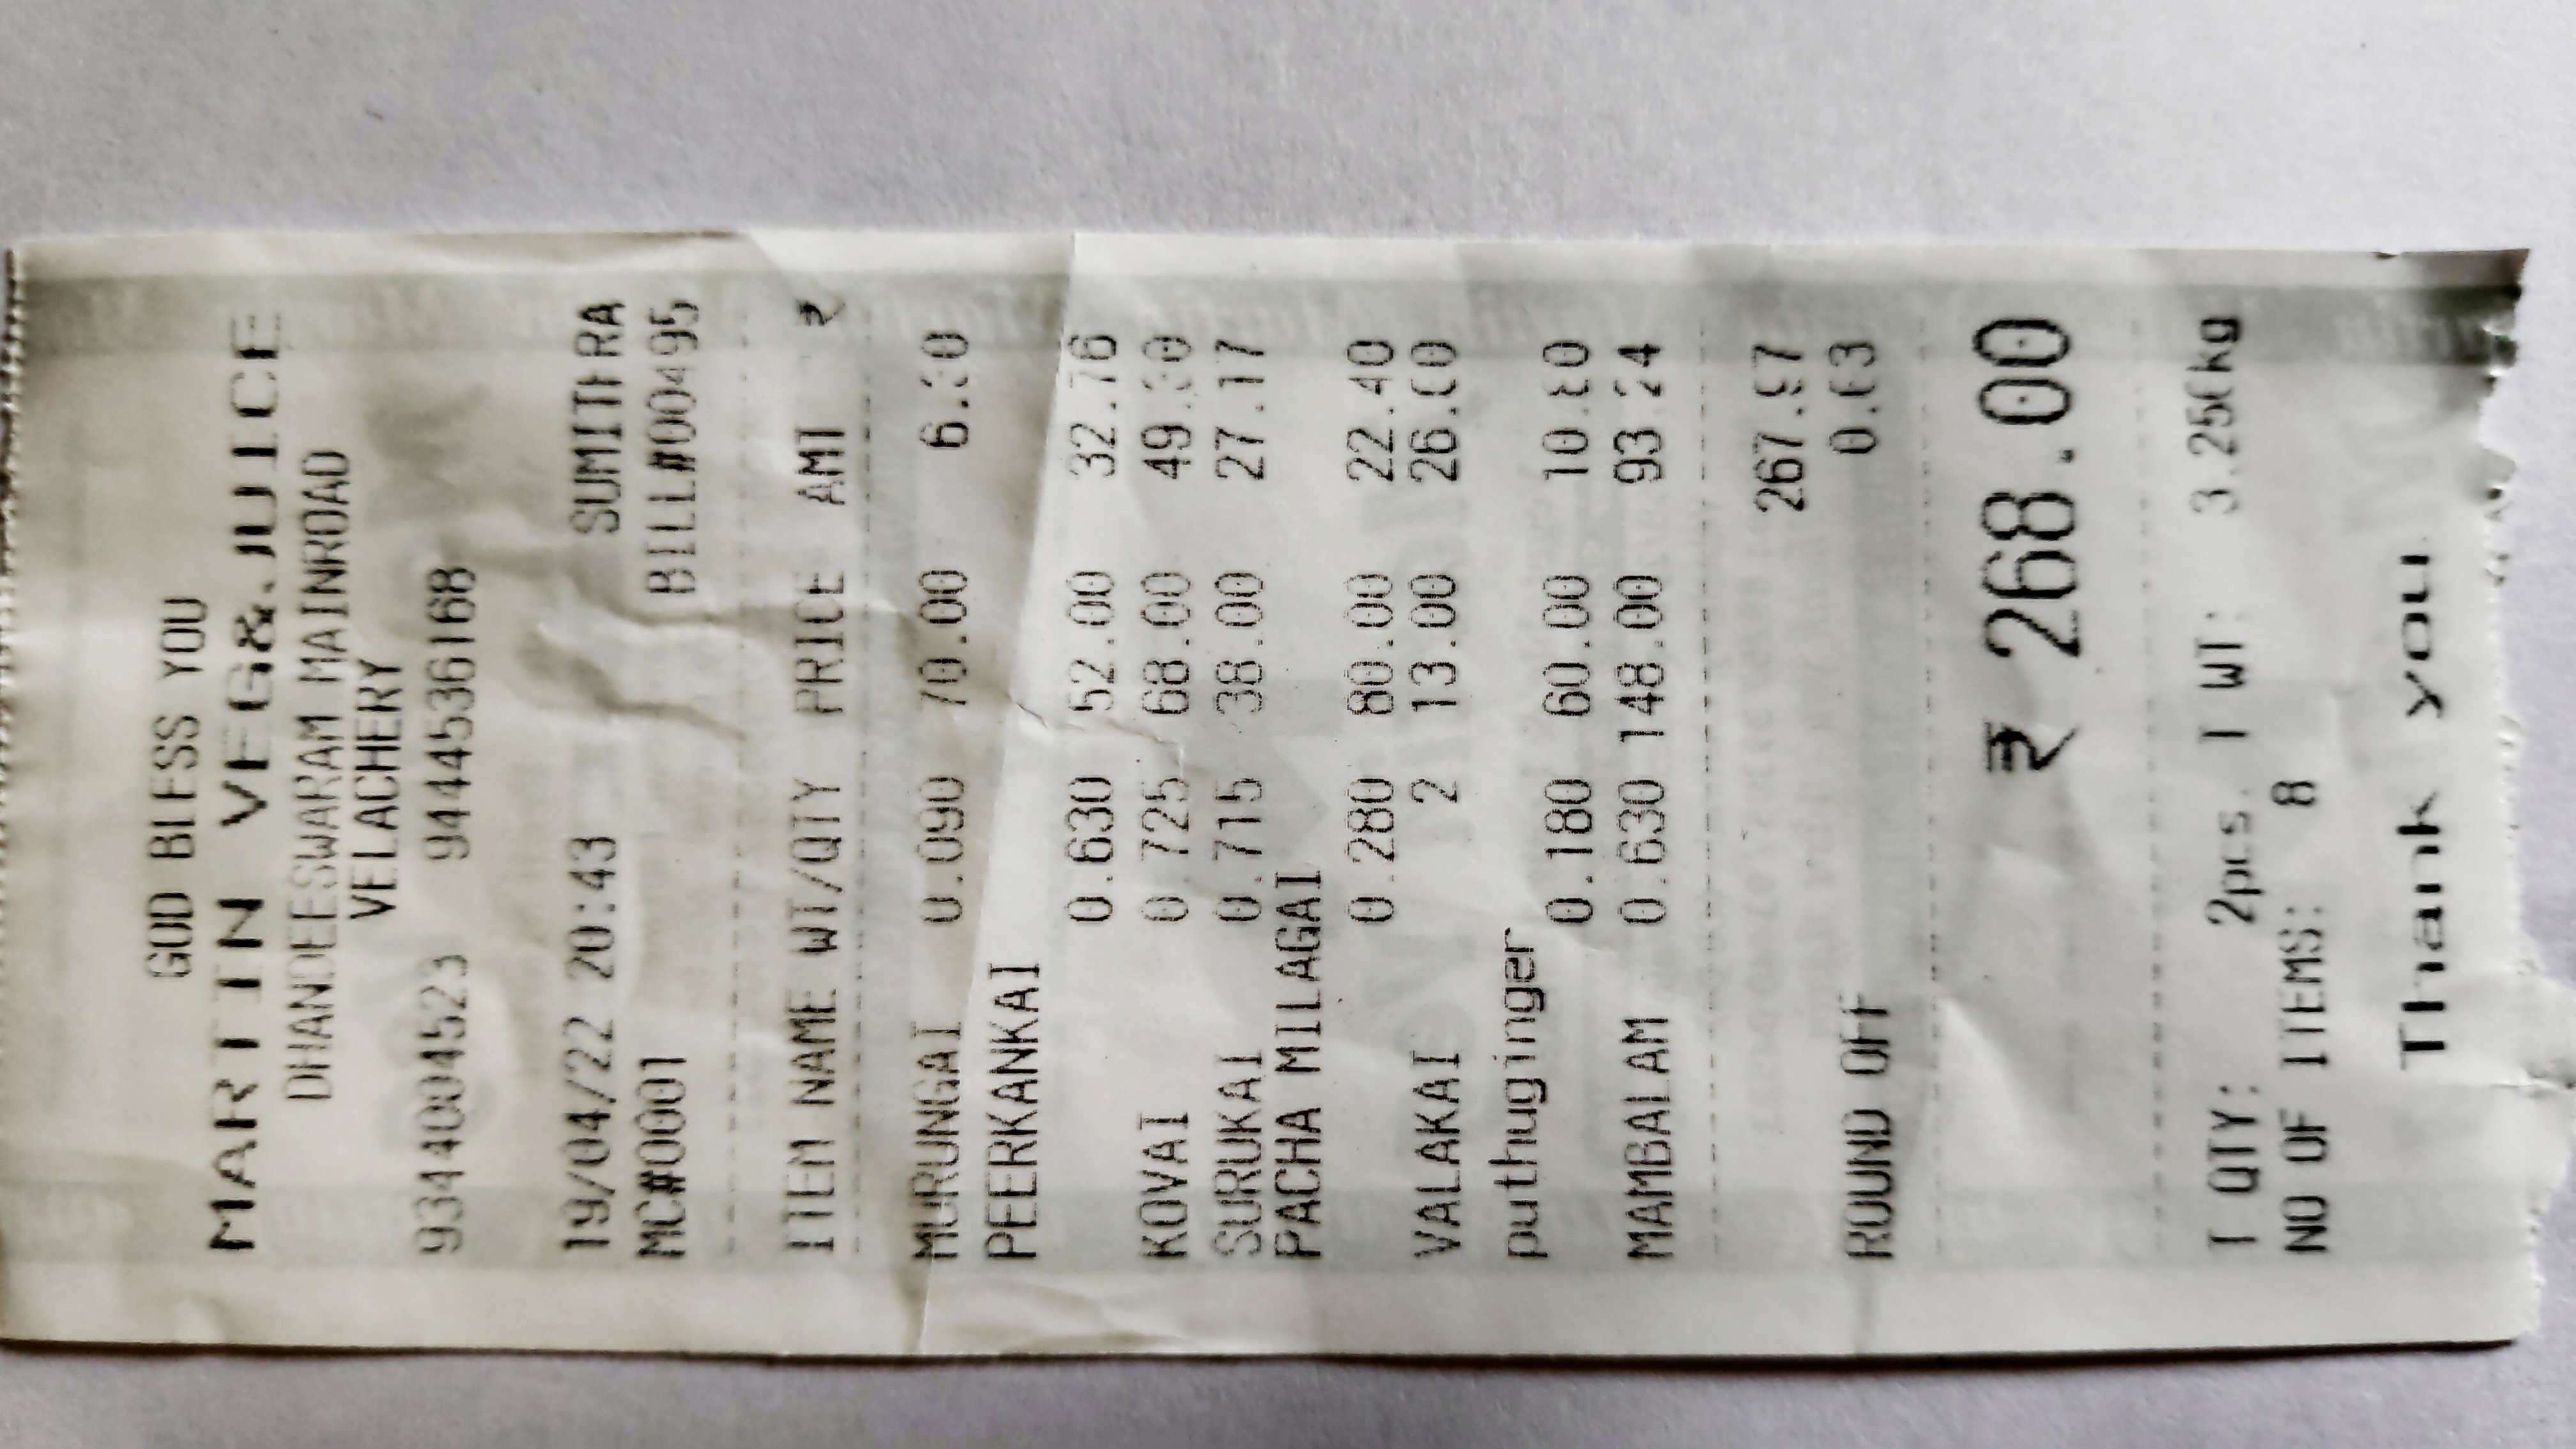 GOD BLESS YOU
MARTIN VEG&JUICE
DHANDEESWARAM MAINROAD
VELACHERY
9344004523 9444536168
19/04/22 20:43 SUMITHRA
MC#0001 BILL#00495
ITEM NAME WT/QTY PRICE AMT ₹
MURUNGAI 0.090 70.00 6.30
PEERKANKAI
0.630 52.00 32.76
KOVAI 0.725 68.00 49.30
SURUKAI 0.715 38.00 27.17
PACHA MILAGAI
0.280 80.00 22.40
VALAKAI 2 13.00 26.00
puthuginger
0.180 60.00 10.80
MAMBALAM 0.630 148.00 93.24
267.97
ROUND OFF 0.03
₹ 268.00
T QTY: 2pcs. T WT: 3.250kg
NO OF ITEMS: 8
Thank you